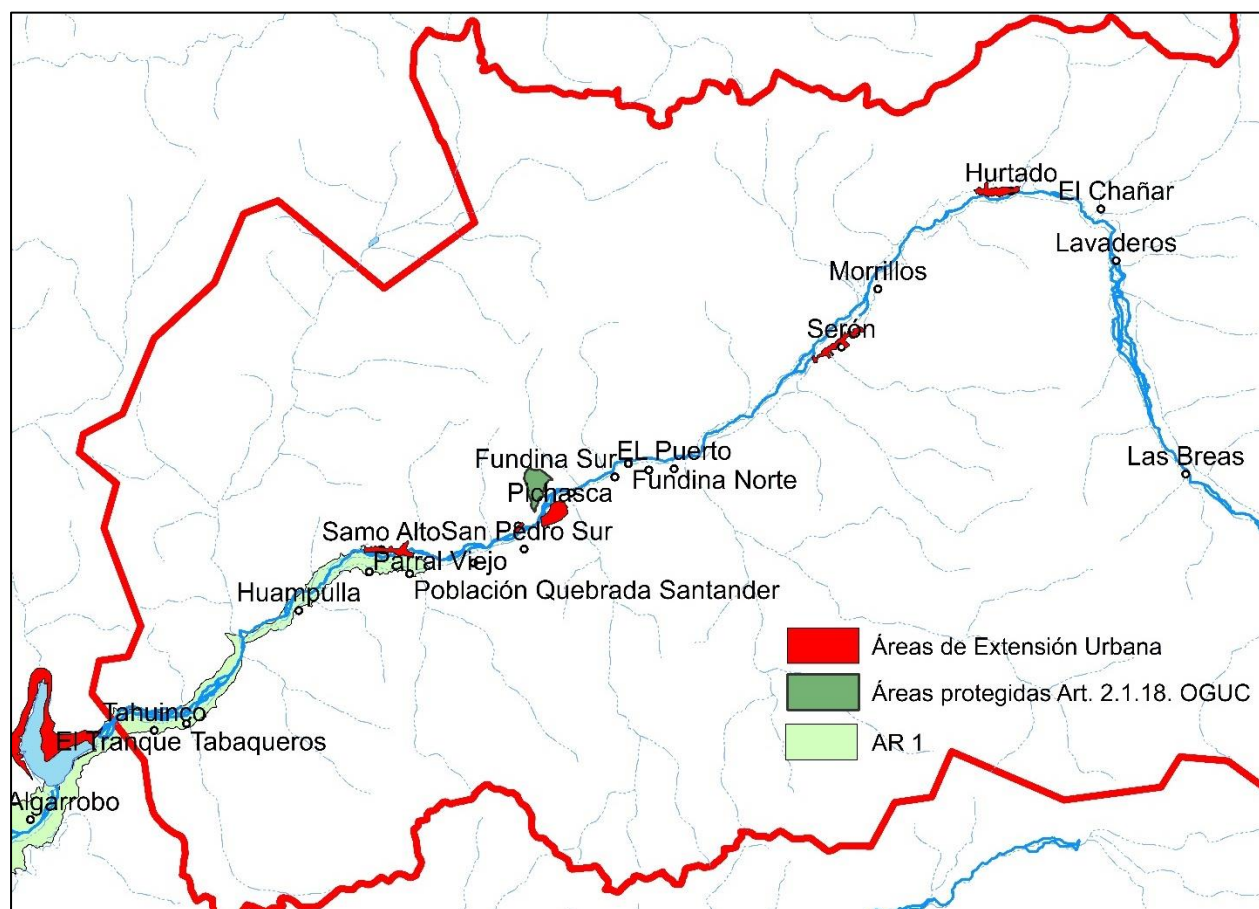 Hurtado
El Chañar
Lavaderos
Morrillos
Serón
Fundina Sur
EL Puerto
Fundina Norte
Las Breas
Pichasca
Samo Alto
San Pedro Sur
Parral Viejo
Población Quebrada Santander
Huampulla
Áreas de Extensión Urbana
Áreas protegidas Art. 2.1.18. OGUC
AR 1
Tahuinco
El Tranque Tabaqueros
Algarrobo